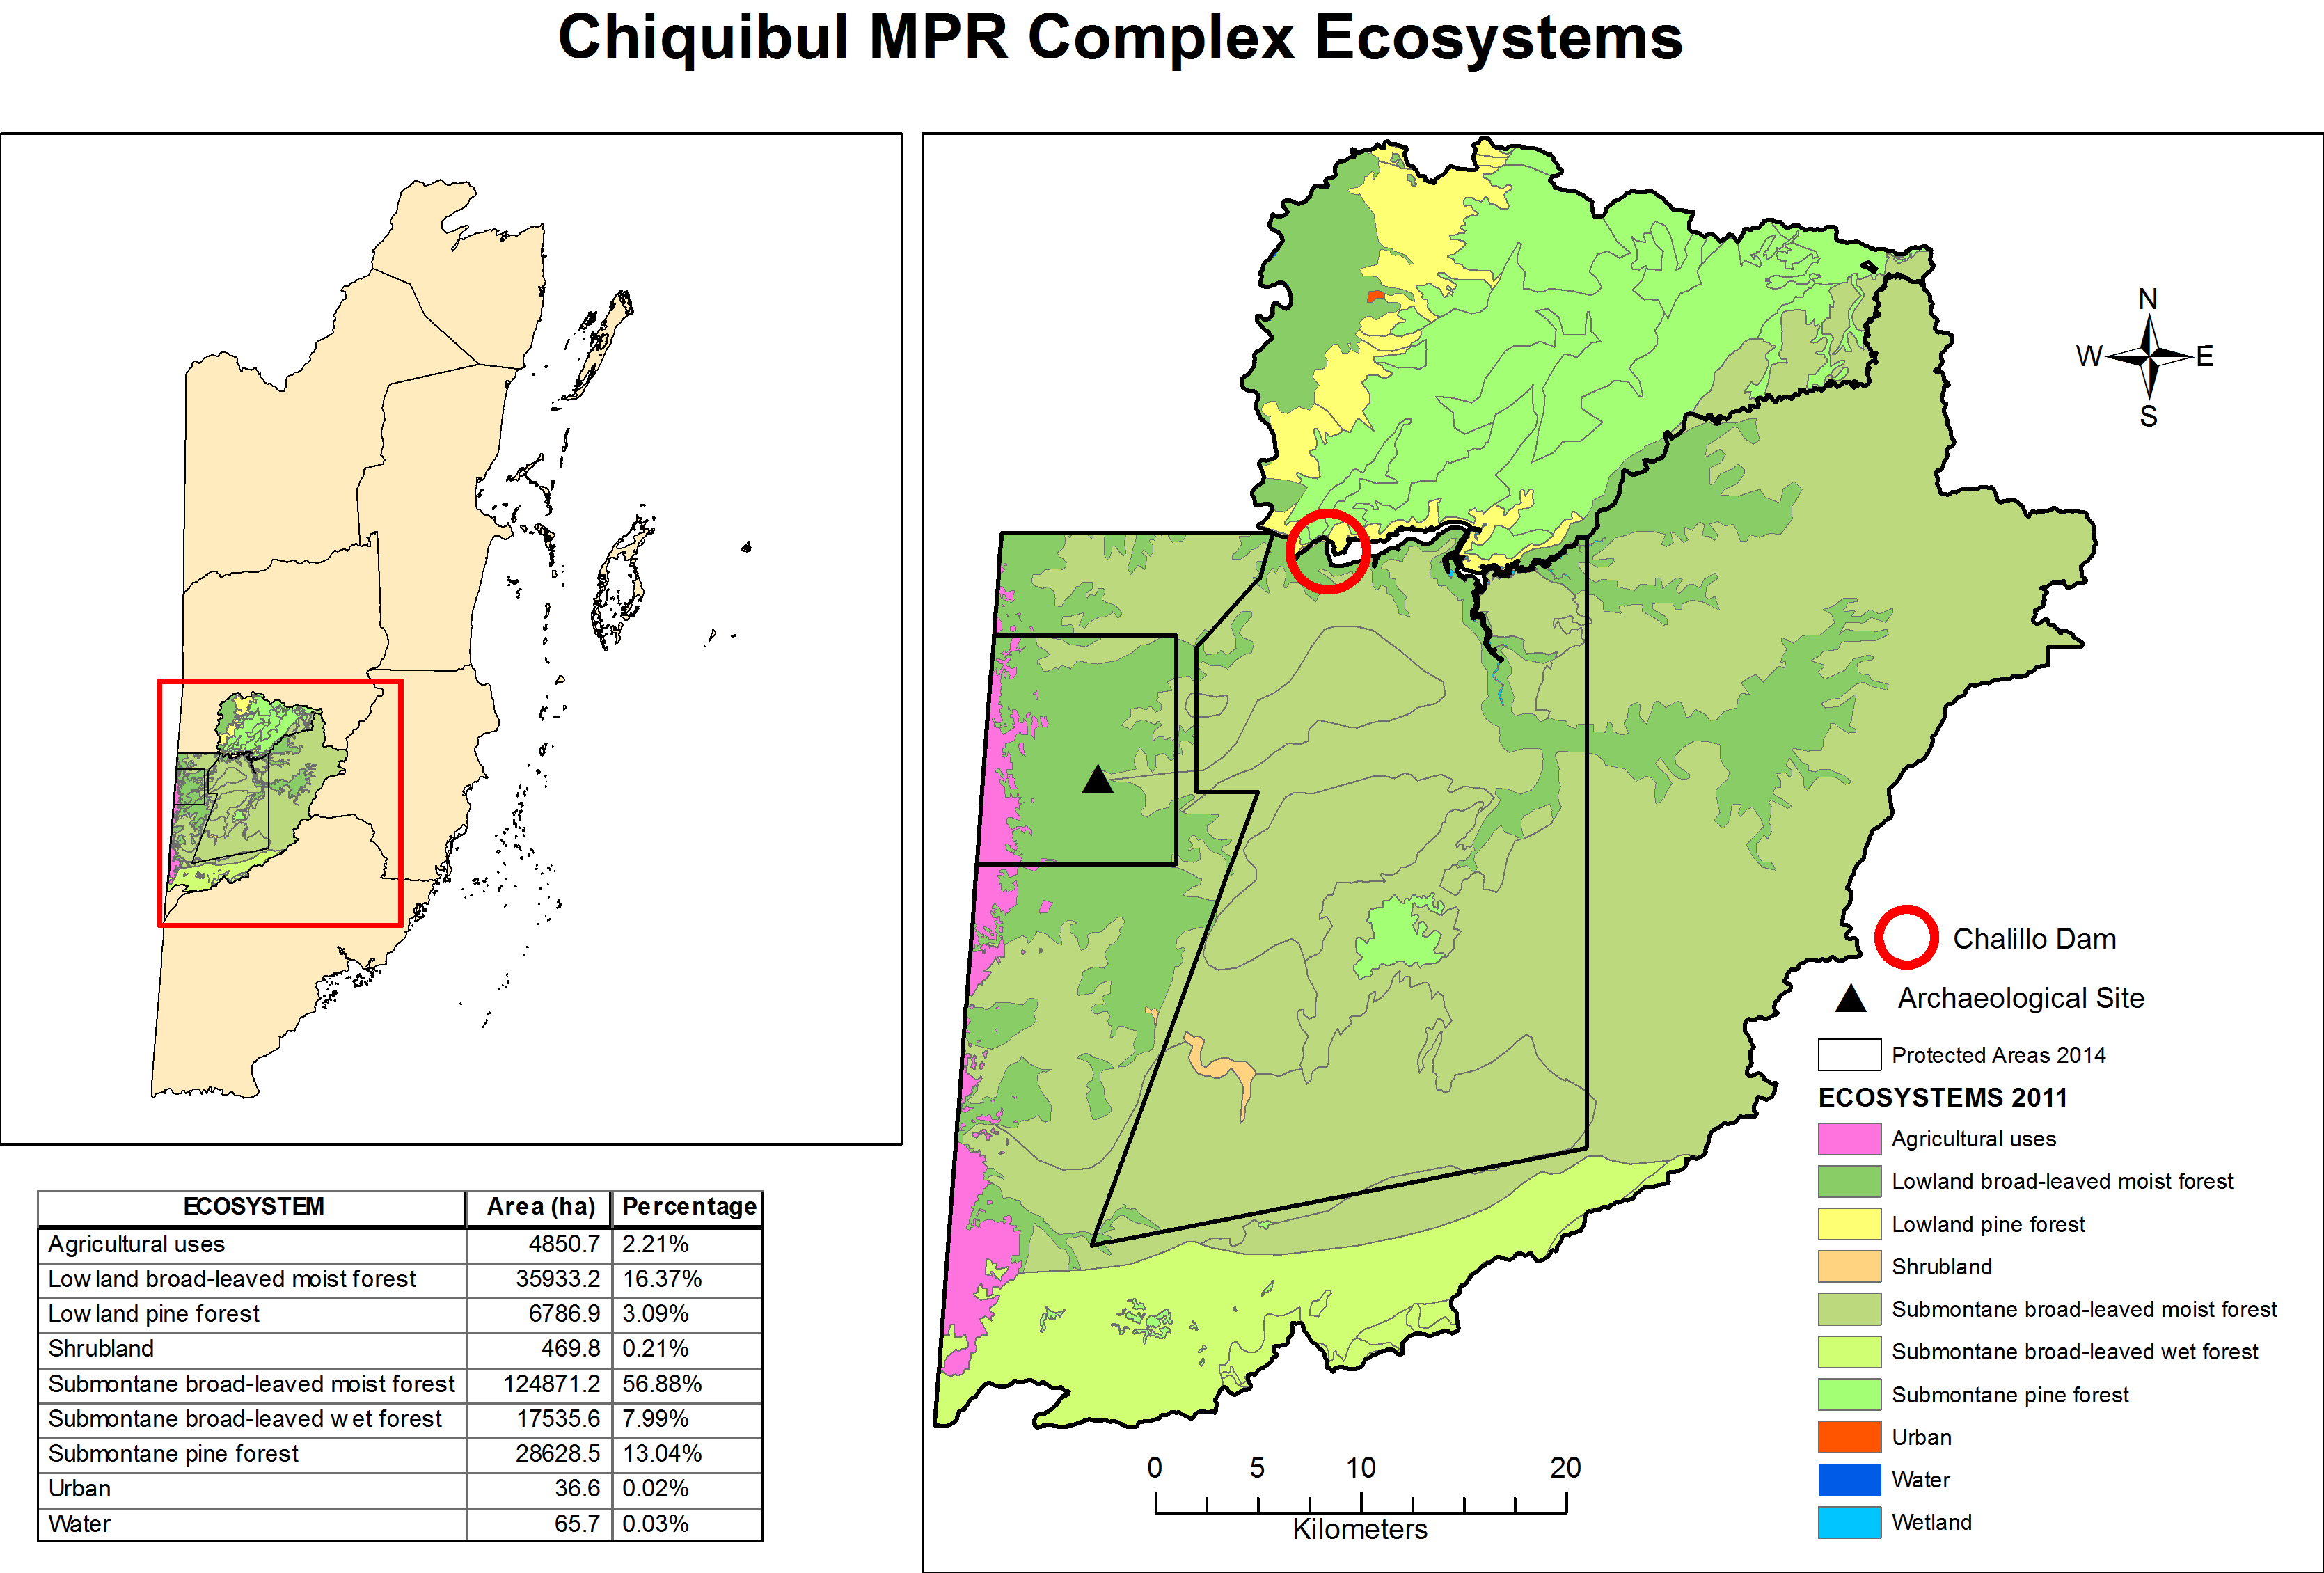 Chiquibul MPR Complex Ecosystems
N
W E
S
Chalillo Dam
Archaeological Site
Protected Areas 2014
ECOSYSTEMS 2011
Agricultural uses
Lowland broad-leaved moist forest
Lowland pine forest
Shrubland
Submontane broad-leaved moist forest
Submontane broad-leaved wet forest
Submontane pine forest
Urban
Water
Wetland
0 5 10 20
Kilometers
ECOSYSTEM Area (ha) Percentage
Agricultural uses 4850.7 2.21%
Lowland broad-leaved moist forest 35933.2 16.37%
Lowland pine forest 6786.9 3.09%
Shrubland 469.8 0.21%
Submontane broad-leaved moist forest 124871.2 56.88%
Submontane broad-leaved wet forest 17535.6 7.99%
Submontane pine forest 28628.5 13.04%
Urban 36.6 0.02%
Water 65.7 0.03%